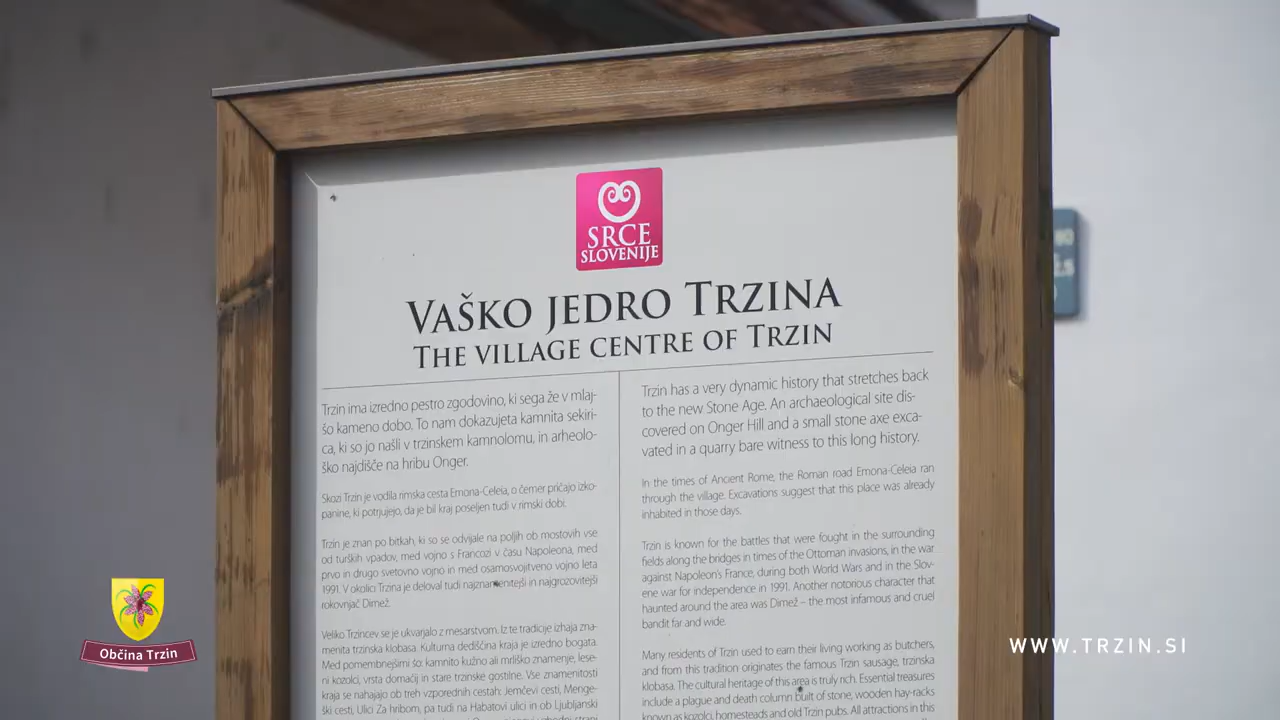 SRCE
SLOVENIJE
VAŠKO JEDRO TRZINA
THE VILLAGE CENTRE OF TRZIN
Trzin ima izredno pestro zgodovino, ki sega že v mlaj-
šo kameno dobo. To nam dokazujeta kamnita sekiri-
ca, ki so jo našli v trzinskem kamnolomu, in arheolo-
ško najdišče na hribu Onger.
Skozi Trzin je vodila rimska cesta Emona-Celeia, o čemer pričajo izko-
panine, ki potrjujejo, da je bil kraj poseljen tudi v rimski dobi.
Trzin je znan po bitkah, ki so se odvijale na poljih ob mostovih vse
od turških vpadov, med vojno s Francozi v času Napoleona, med
prvo in drugo svetovno vojno in med osamosvojitveno vojno leta
1991. V okolici Trzina je deloval tudi najznamenitejši in najgrozovitejši
rokovnjač Dimež.
Veliko Trzincev se je ukvarjalo z mesarstvom. Iz te tradicije izhaja zna-
menita trzinska klobasa. Kulturna dediščina kraja je izredno bogata.
Med pomembnejšimi so: kamnito kužno ali mrliško znamenje, lese-
ni kozolci, vrsta domačij in stare trzinske gostilne. Vse znamenitosti
kraja se nahajajo ob treh vzporednih cestah: Jemčevi cesti, Menge-
ški cesti, Ulici Za hribom, pa tudi na Habatovi ulici in ob Ljubljanski
Trzin has a very dynamic history that stretches back
to the new Stone Age. An archaeological site dis-
covered on Onger Hill and a small stone axe exca-
vated in a quarry bare witness to this long history.
In the times of Ancient Rome, the Roman road Emona-Celeia ran
through the village. Excavations suggest that this place was already
inhabited in those days.
Trzin is known for the battles that were fought in the surrounding
fields along the bridges in times of the Ottoman invasions, in the war
against Napoleon's France, during both World Wars and in the Slov-
ene war for independence in 1991. Another notorious character that
haunted around the area was Dimež – the most infamous and cruel
bandit far and wide.
Many residents of Trzin used to earn their living working as butchers,
and from this tradition originates the famous Trzin sausage, trzinska
klobasa. The cultural heritage of this area is truly rich. Essential treasures
include a plague and death column built of stone, wooden hay-racks
known as kozolci, homesteads and old Trzin pubs. All attractions in this
Občina Trzin
WWW.TRZIN.SI